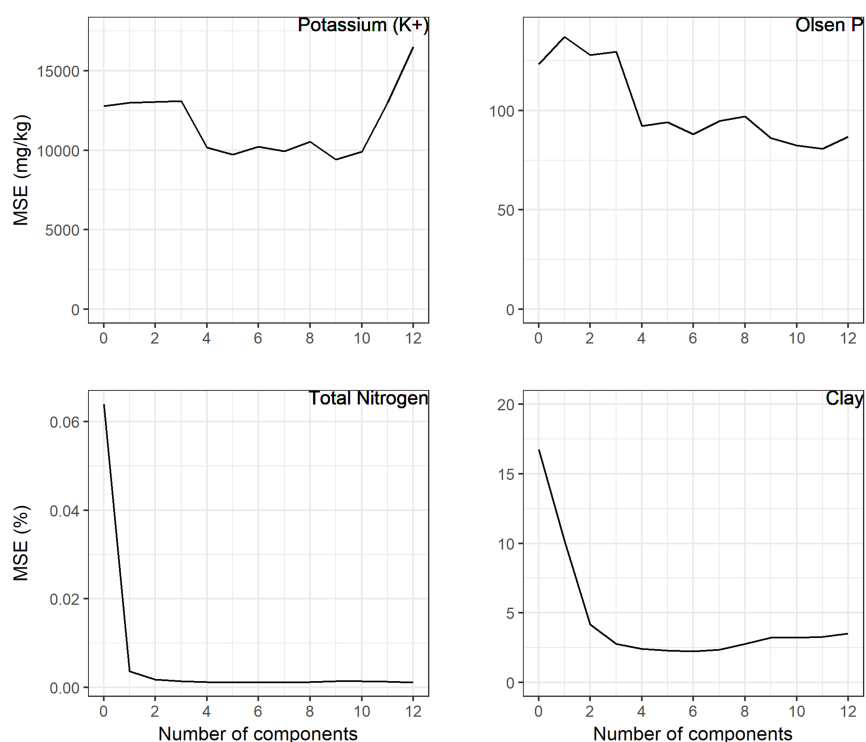 Potassium (K+)
MSE (mg/kg)
15000
10000
5000
0
0 2 4 6 8 10 12
Olsen P
100
50
0
0 2 4 6 8 10 12
Total Nitrogen
MSE (%)
0.06
0.04
0.02
0.00
0 2 4 6 8 10 12
Number of components
Clay
20
15
10
5
0
0 2 4 6 8 10 12
Number of components